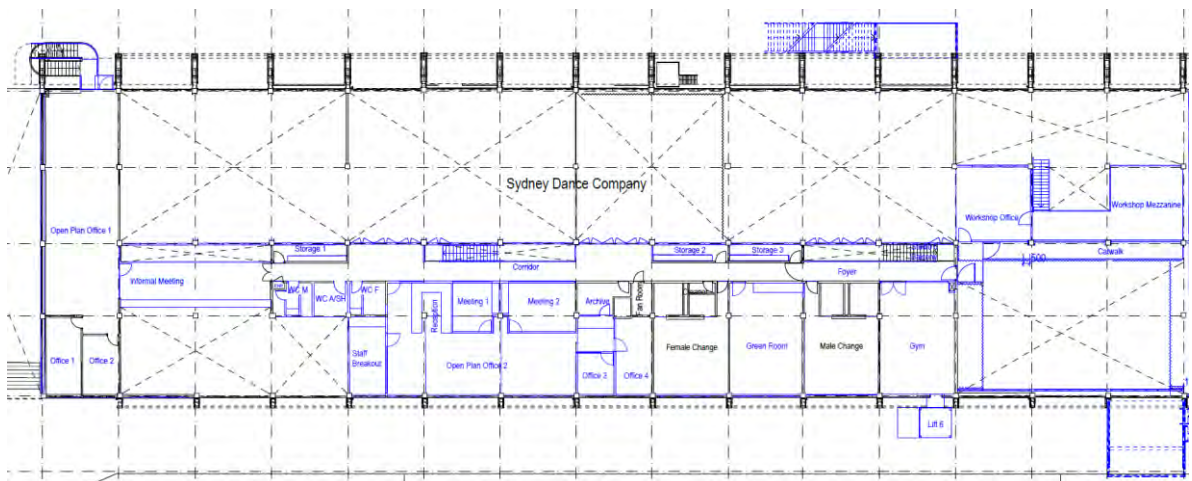 Sydney Dance Company
Workshop Office
Workshop Mezzanine
Open Plan Office 1
Storage 1
Storage 2
Storage 3
Catwalk
Corridor
Foyer
Informal Meeting
WC M
WC A/SH
WC F
Reception
Meeting 1
Meeting 2
Archive
Fan Room
Office 1
Office 2
Staff
Breakout
Open Plan Office 2
Office 3
Office 4
Female Change
Green Room
Male Change
Gym
Lift 6